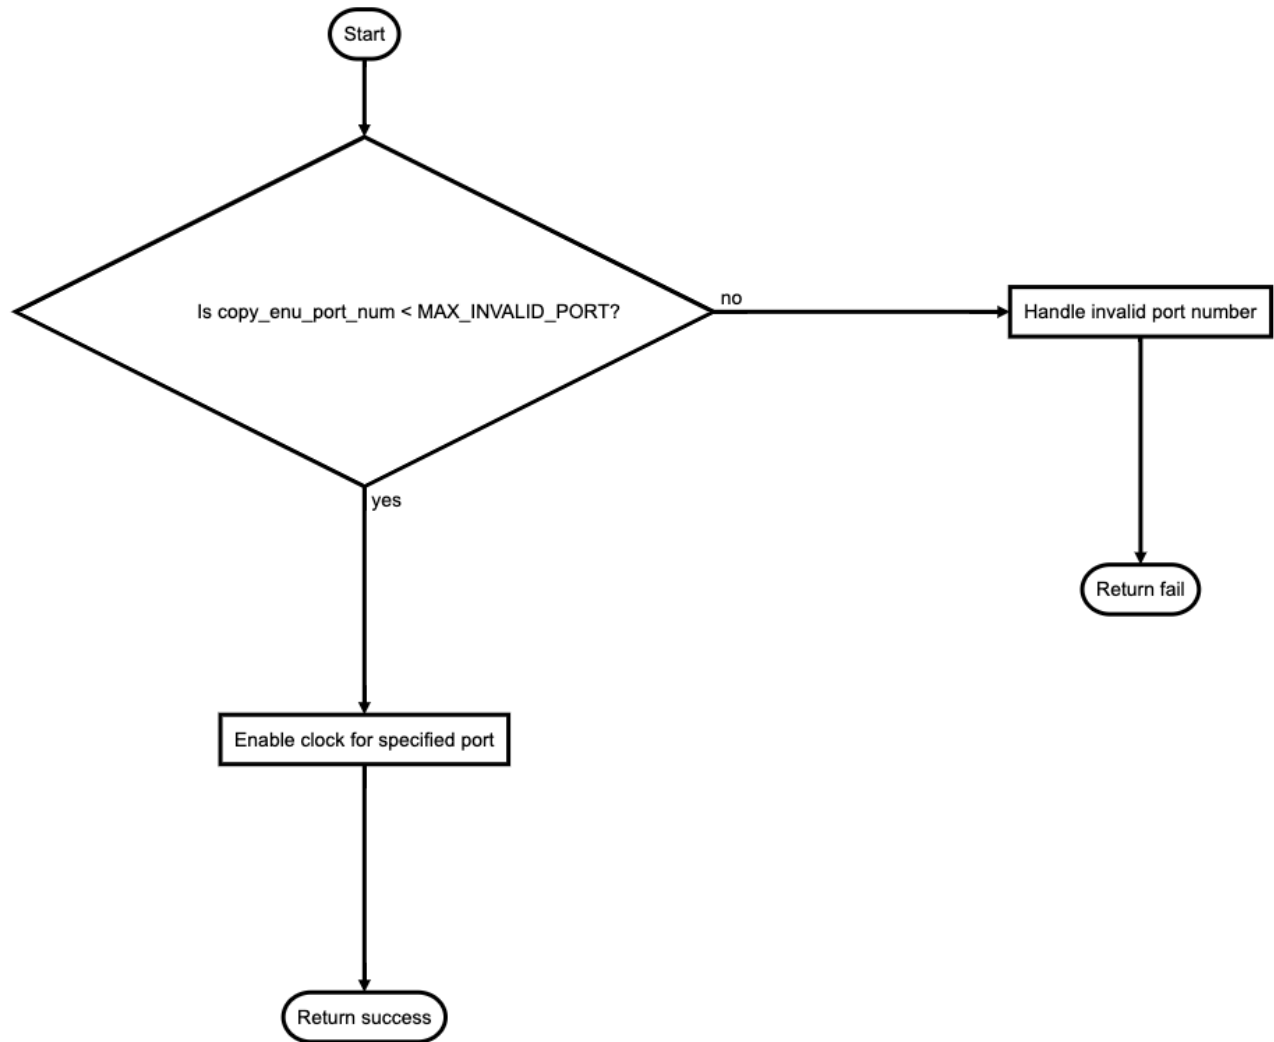 Start
Is copy_enu_port_num < MAX_INVALID_PORT?
no
Handle invalid port number
yes
Return fail
Enable clock for specified port
Return success